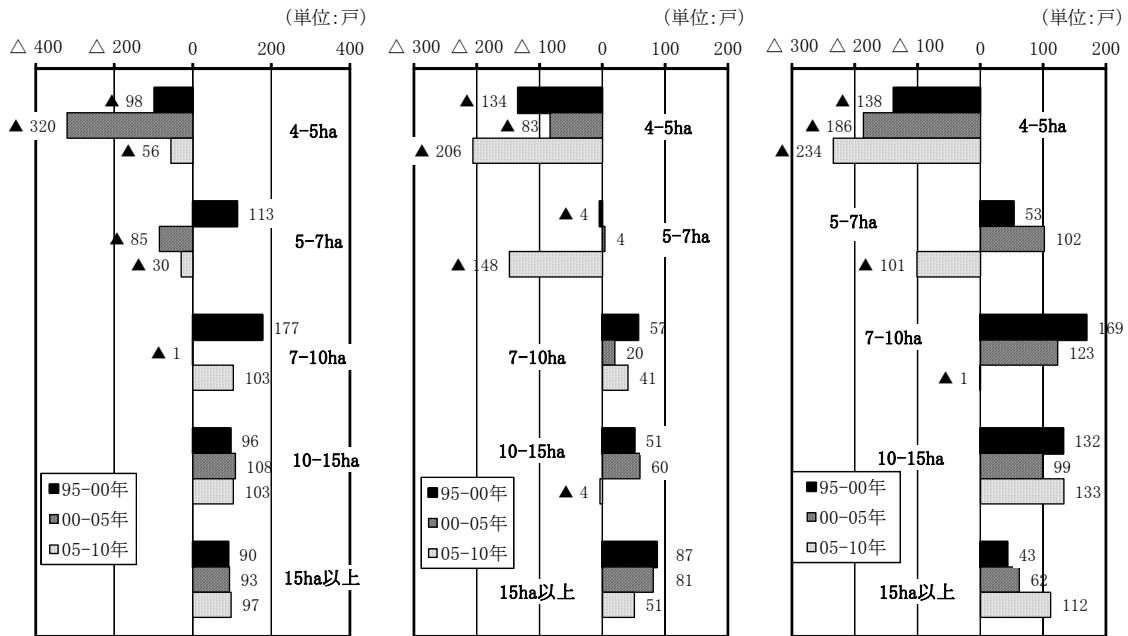 (単位:戸)
△ 400 △ 200 0 200 400
▲ 98
▲ 320
▲ 56
4-5ha
113
▲ 85
▲ 30
5-7ha
177
▲ 1
103
7-10ha
96
108
103
10-15ha
90
93
97
15ha以上
95-00年
00-05年
05-10年
(単位:戸)
△ 300 △ 200 △ 100 0 100 200
▲ 134
▲ 83
▲ 206
4-5ha
▲ 4
4
▲ 148
5-7ha
57
20
41
7-10ha
51
60
▲ 4
10-15ha
87
81
51
15ha以上
95-00年
00-05年
05-10年
(単位:戸)
△ 300 △ 200 △ 100 0 100 200
▲ 138
▲ 186
▲ 234
4-5ha
53
102
▲ 101
5-7ha
169
123
▲ 1
7-10ha
132
99
133
10-15ha
43
62
112
15ha以上
95-00年
00-05年
05-10年